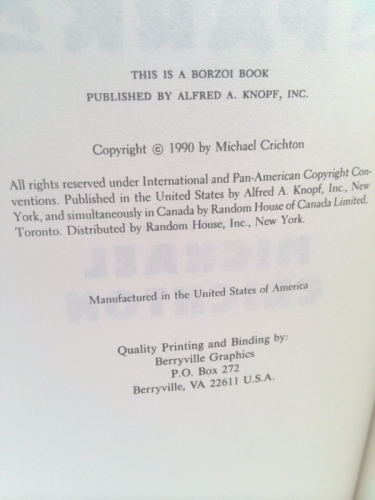 THIS IS A BORZOI BOOK
PUBLISHED BY ALFRED A. KNOPF, INC.
Copyright © 1990 by Michael Crichton
All rights reserved under International and Pan-American Copyright Con-
ventions. Published in the United States by Alfred A. Knopf, Inc., New
York, and simultaneously in Canada by Random House of Canada Limited,
Toronto. Distributed by Random House, Inc., New York.
Manufactured in the United States of America
Quality Printing and Binding by:
Berryville Graphics
P.O. Box 272
Berryville, VA 22611 U.S.A.